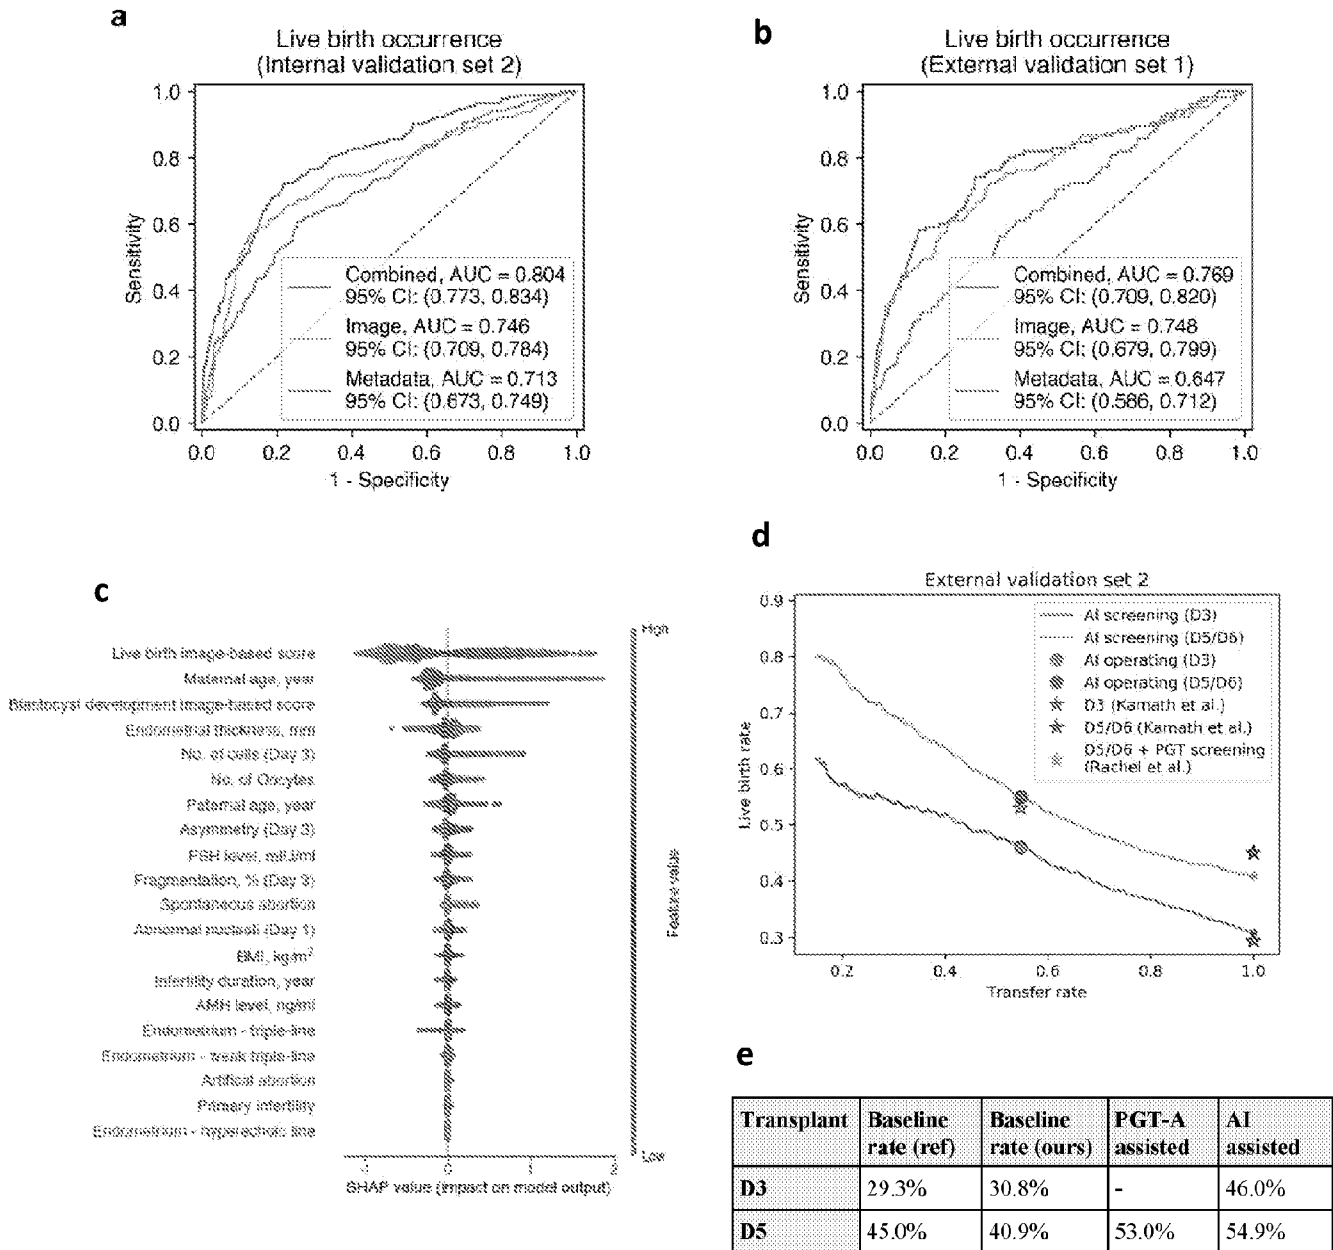 a
Live birth occurrence
(Internal validation set 2)
1.0
0.8
0.6
0.4
0.2
0.0
Sensitivity
Combined, AUC = 0.804
95% CI: (0.773, 0.834)
Image, AUC = 0.746
95% CI: (0.709, 0.784)
Metadata, AUC = 0.713
95% CI: (0.673, 0.749)
0.0 0.2 0.4 0.6 0.8 1.0
1 - Specificity
b
Live birth occurrence
(External validation set 1)
1.0
0.8
0.6
0.4
0.2
0.0
Sensitivity
Combined, AUC = 0.769
95% CI: (0.709, 0.820)
Image, AUC = 0.748
95% CI: (0.679, 0.799)
Metadata, AUC = 0.647
95% CI: (0.586, 0.712)
0.0 0.2 0.4 0.6 0.8 1.0
1 - Specificity
c
Live birth image-based score
Maternal age, year
Blastocyst development image-based score
Endometrial thickness, mm
No. of cells (Day 3)
No. of Oocytes
Paternal age, year
Asymmetry (Day 3)
FSH level, mIU/ml
Fragmentation, % (Day 3)
Spontaneous abortion
Abnormal nucleoli (Day 1)
BMI, kg/m²
Infertility duration, year
AMH level, ng/ml
Endometrium - triple-line
Endometrium - weak triple-line
Artifical abortion
Primary infertility
Endometrium - hyperechoic line
-1 0 1 2
SHAP value (impact on model output)
High
Feature value
Low
d
External validation set 2
0.9
0.8
0.7
0.6
0.5
0.4
0.3
Live birth rate
AI screening (D3)
AI screening (D5/D6)
AI operating (D3)
AI operating (D5/D6)
D3 (Kamath et al.)
D5/D6 (Kamath et al.)
D5/D6 + PGT screening
(Rachel et al.)
0.2 0.4 0.6 0.8 1.0
Transfer rate
e
Transplant Baseline rate (ref) Baseline rate (ours) PGT-A assisted AI assisted
D3 29.3% 30.8% - 46.0%
D5 45.0% 40.9% 53.0% 54.9%